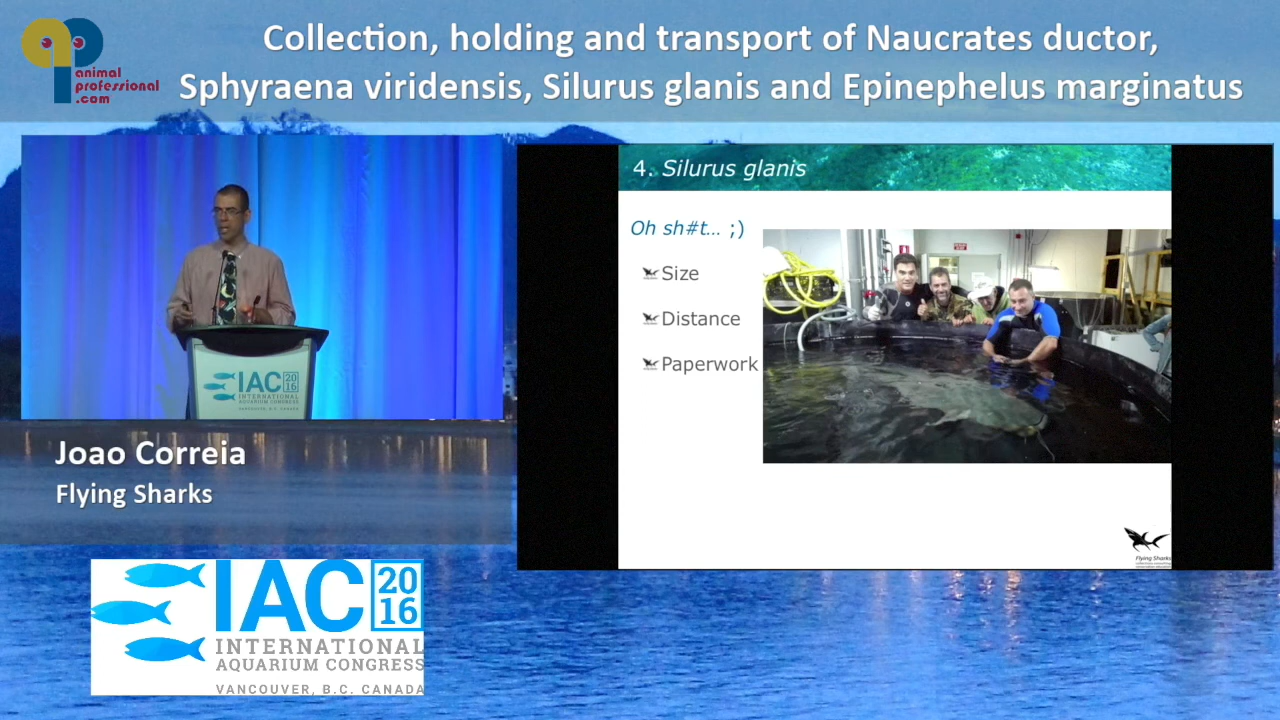 Collection, holding and transport of Naucrates ductor,
Sphyraena viridensis, Silurus glanis and Epinephelus marginatus
animal
professional
.com
4. Silurus glanis
Oh sh#t... ;)
Size
Distance
Paperwork
Flying Sharks
IAC 2016
INTERNATIONAL
AQUARIUM CONGRESS
VANCOUVER, B.C. CANADA
Joao Correia
Flying Sharks
IAC 2016
INTERNATIONAL
AQUARIUM CONGRESS
VANCOUVER, B.C. CANADA